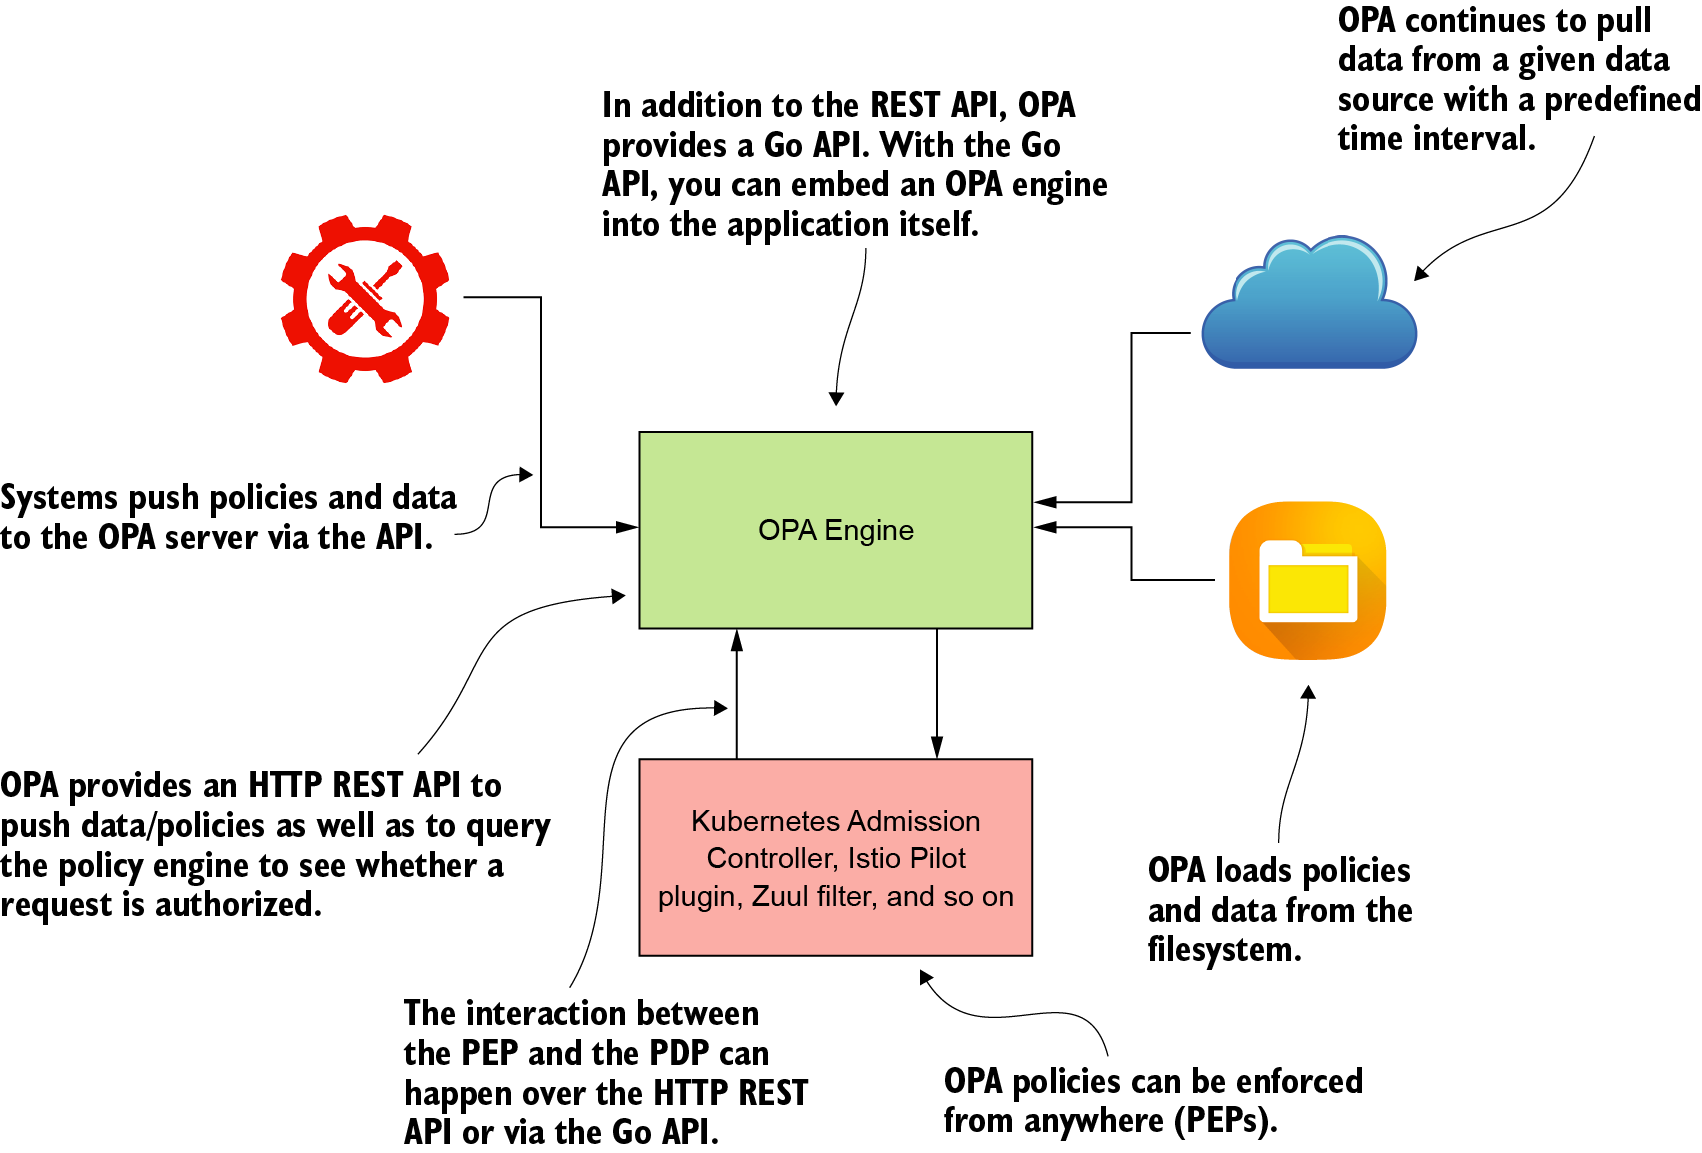 OPA continues to pull
data from a given data
source with a predefined
time interval.
In addition to the REST API, OPA
provides a Go API. With the Go
API, you can embed an OPA engine
into the application itself.
Systems push policies and data
to the OPA server via the API.
OPA Engine
OPA provides an HTTP REST API to
push data/policies as well as to query
the policy engine to see whether a
request is authorized.
Kubernetes Admission
Controller, Istio Pilot
plugin, Zuul filter, and so on
OPA loads policies
and data from the
filesystem.
The interaction between
the PEP and the PDP can
happen over the HTTP REST
API or via the Go API.
OPA policies can be enforced
from anywhere (PEPs).